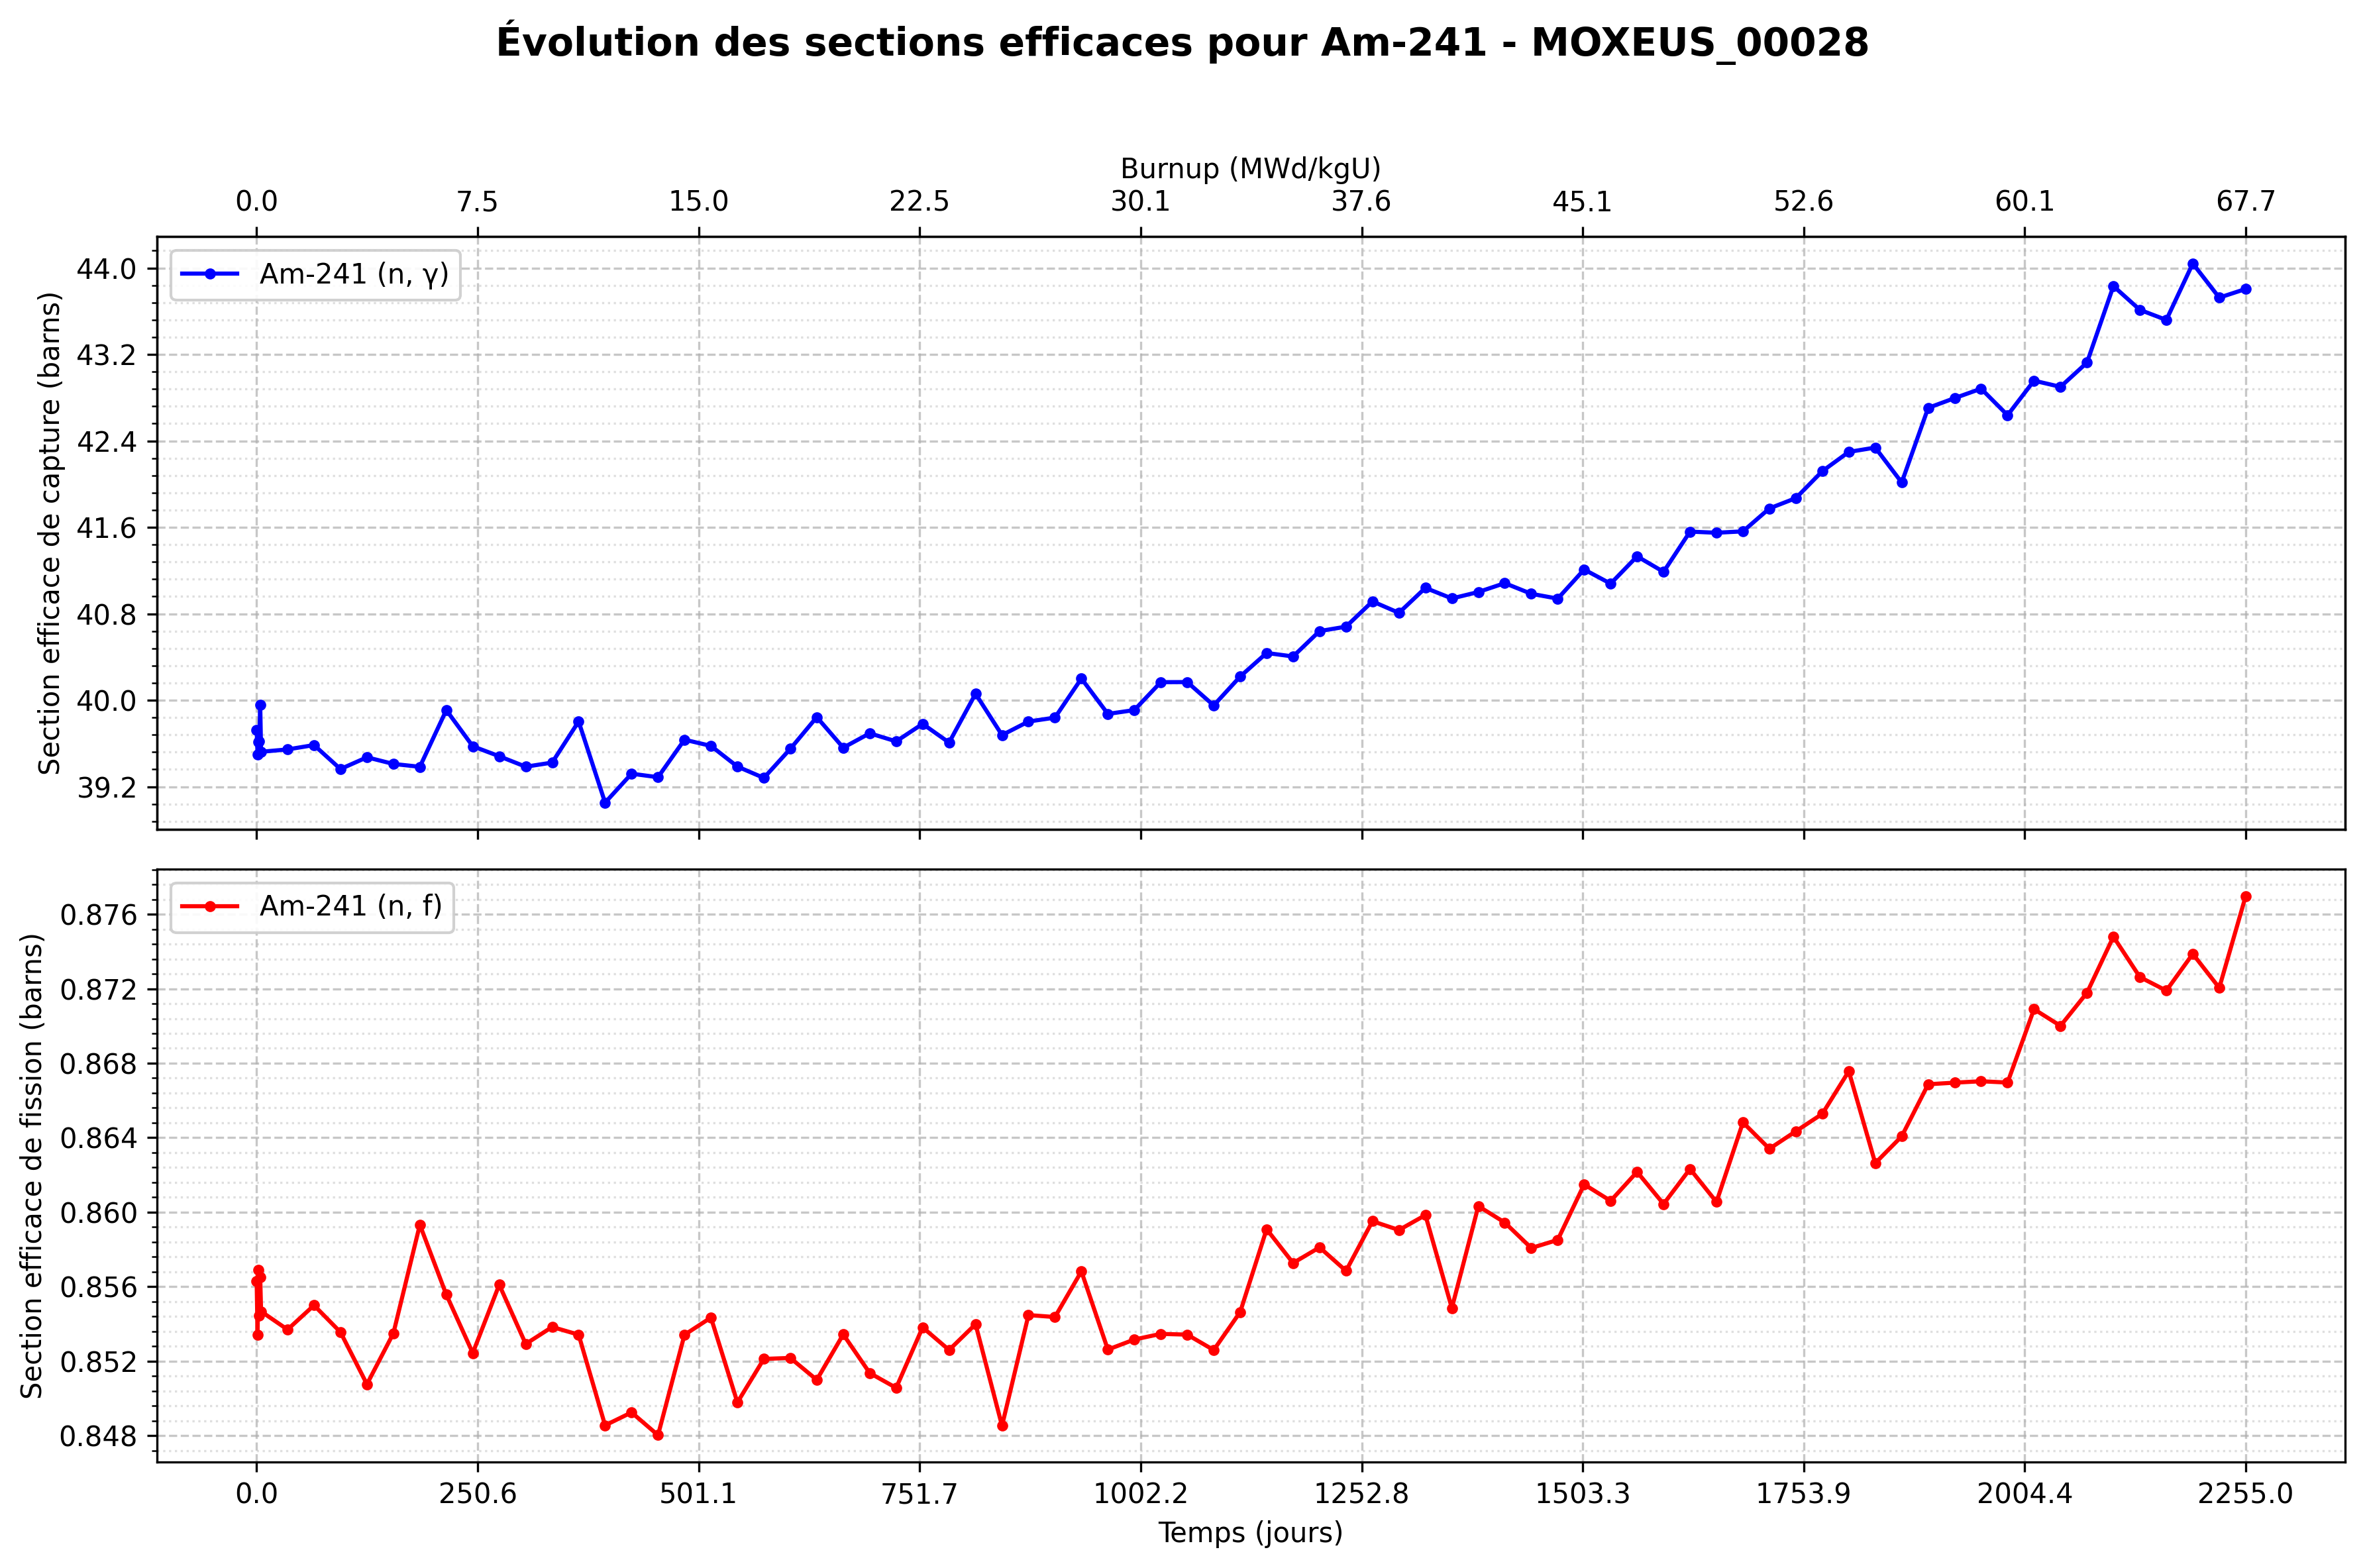 Évolution des sections efficaces pour Am-241 - MOXEUS_00028
Burnup (MWd/kgU)
0.0 7.5 15.0 22.5 30.1 37.6 45.1 52.6 60.1 67.7
Section efficace de capture (barns)
44.0
43.2
42.4
41.6
40.8
40.0
39.2
Am-241 (n, γ)
Section efficace de fission (barns)
0.876
0.872
0.868
0.864
0.860
0.856
0.852
0.848
Am-241 (n, f)
0.0 250.6 501.1 751.7 1002.2 1252.8 1503.3 1753.9 2004.4 2255.0
Temps (jours)